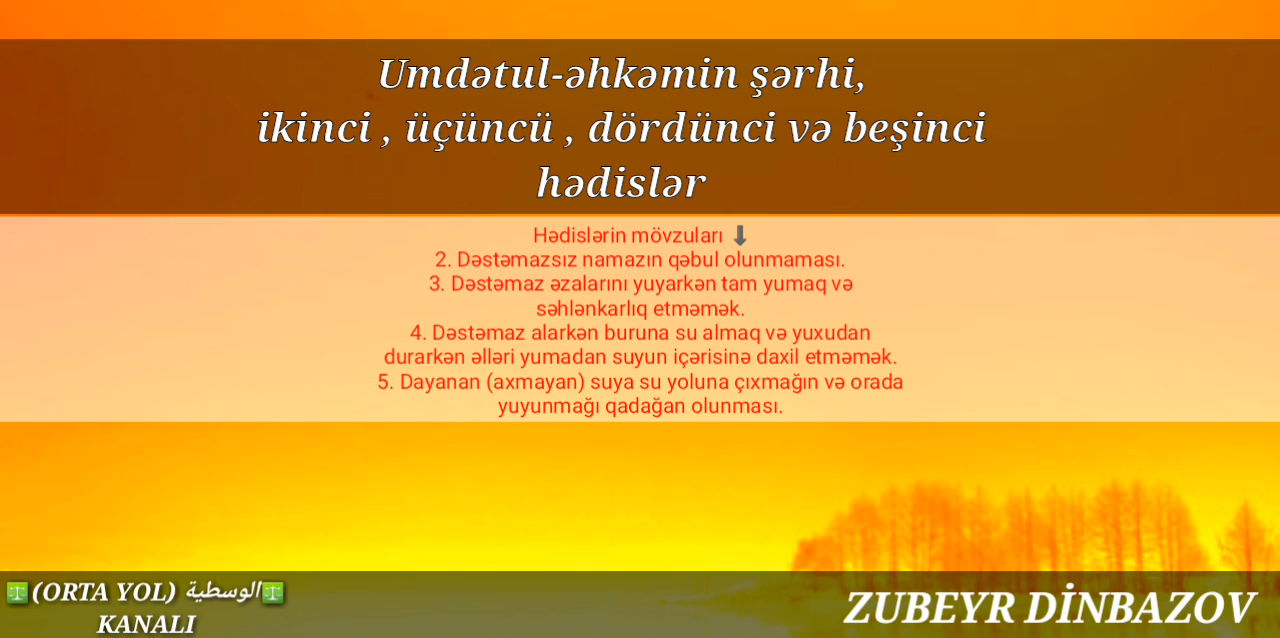 Umdətul-əhkəmin şərhi,
ikinci , üçüncü , dördünci və beşinci
hədislər
Hədislərin mövzuları ⬇
2. Dəstəmazsız namazın qəbul olunmaması.
3. Dəstəmaz əzalarını yuyarkən tam yumaq və
səhlənkarlıq etməmək.
4. Dəstəmaz alarkən buruna su almaq və yuxudan
durarkən əlləri yumadan suyun içərisinə daxil etməmək.
5. Dayanan (axmayan) suya su yoluna çıxmağın və orada
yuyunmağı qadağan olunması.
(ORTA YOL) الوسطية
KANALI
ZUBEYR DİNBAZOV